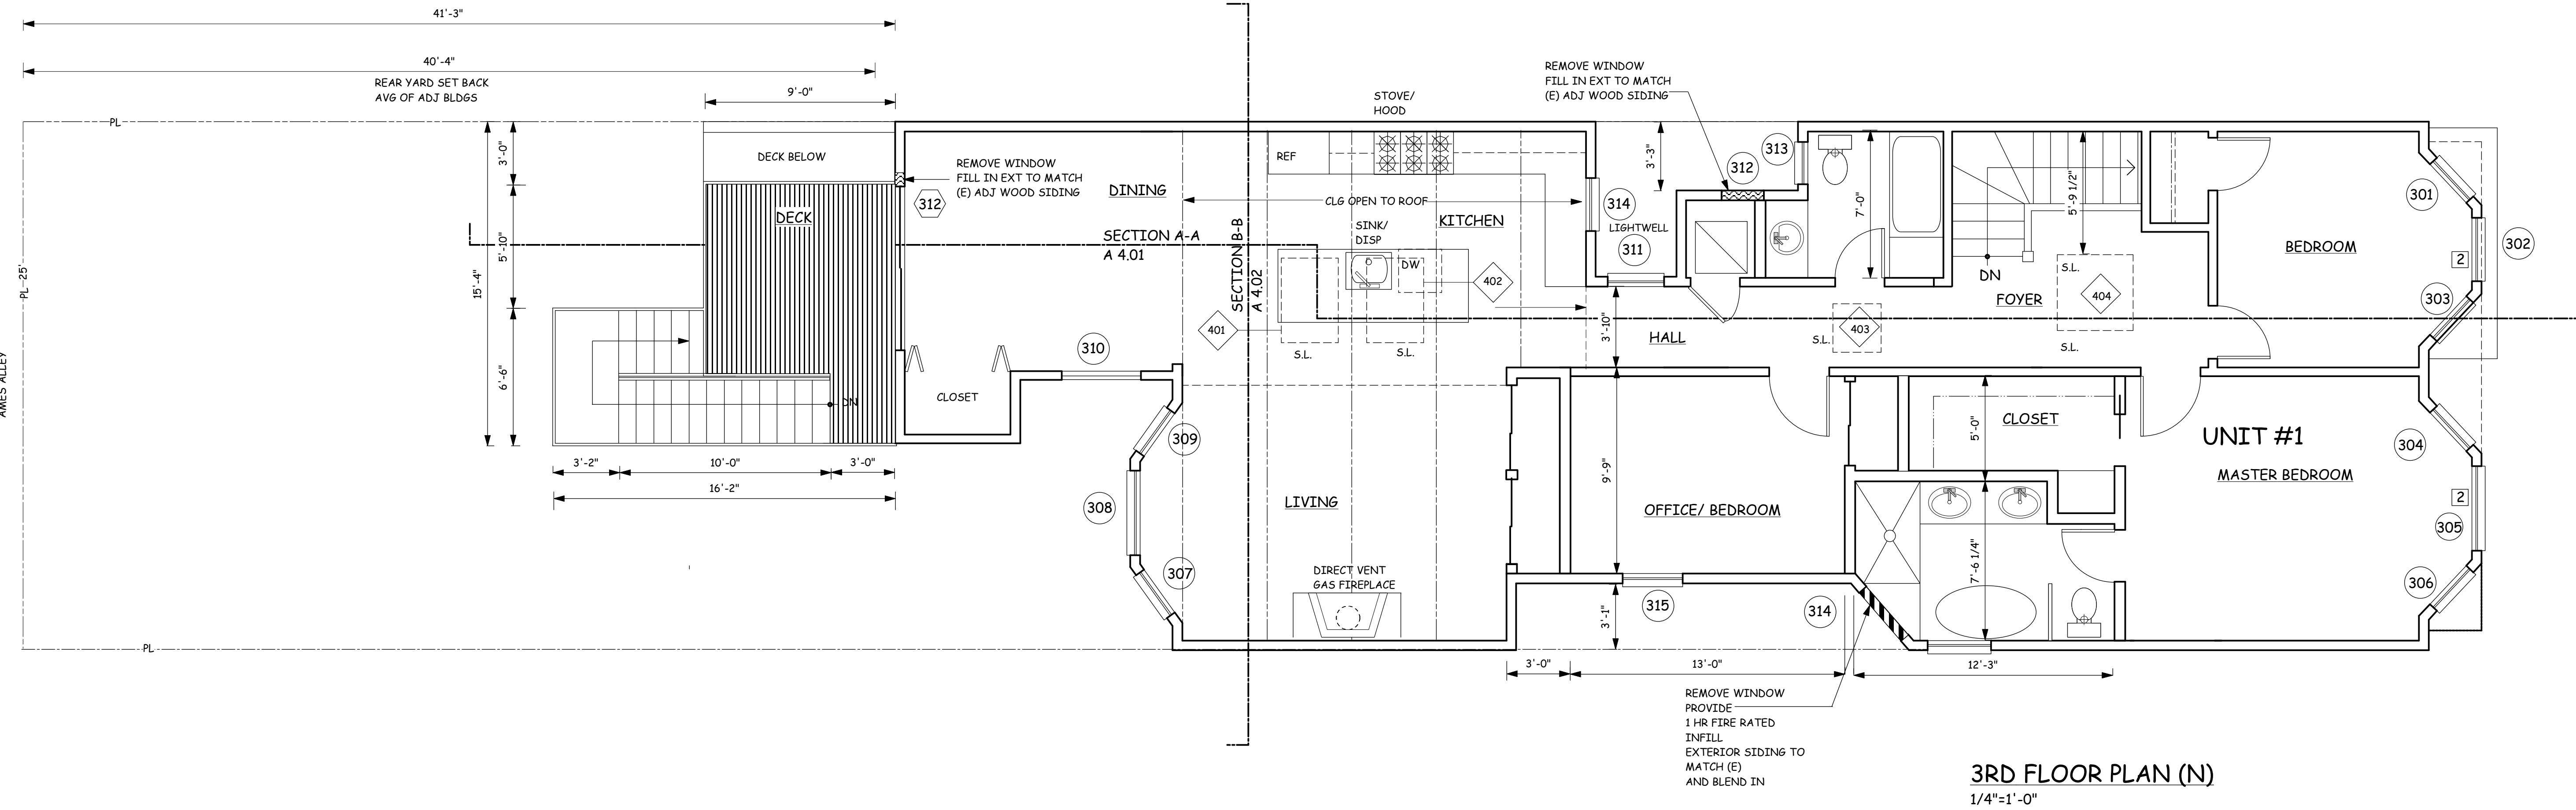 41'-3"
40'-4"
REAR YARD SET BACK
AVG OF ADJ BLDGS
9'-0"
PL
15'-4"
3'-0"
5'-10"
6'-6"
DECK BELOW
DECK
312
REMOVE WINDOW
FILL IN EXT TO MATCH
(E) ADJ WOOD SIDING
PL -25'
AMES ALLEY
DN
3'-2"
10'-0"
3'-0"
16'-2"
PL
CLOSET
DINING
SECTION A-A
A 4.01
SECTION B-B
A 4.02
310
309
308
307
STOVE/
HOOD
REF
CLG OPEN TO ROOF
KITCHEN
SINK/
DISP
DW
401
402
S.L.
S.L.
LIVING
DIRECT VENT
GAS FIREPLACE
REMOVE WINDOW
FILL IN EXT TO MATCH
(E) ADJ WOOD SIDING
3'-3"
312
313
314
LIGHTWELL
311
3'-10"
HALL
7'-0"
5'-9 1/2"
DN
S.L.
403
S.L.
404
S.L.
FOYER
BEDROOM
301
302
2
303
9'-9"
OFFICE/ BEDROOM
315
3'-1"
314
CLOSET
5'-0"
7'-6 1/4"
UNIT #1
MASTER BEDROOM
304
2
305
306
3'-0"
13'-0"
12'-3"
REMOVE WINDOW
PROVIDE
1 HR FIRE RATED
INFILL
EXTERIOR SIDING TO
MATCH (E)
AND BLEND IN
3RD FLOOR PLAN (N)
1/4"=1'-0"